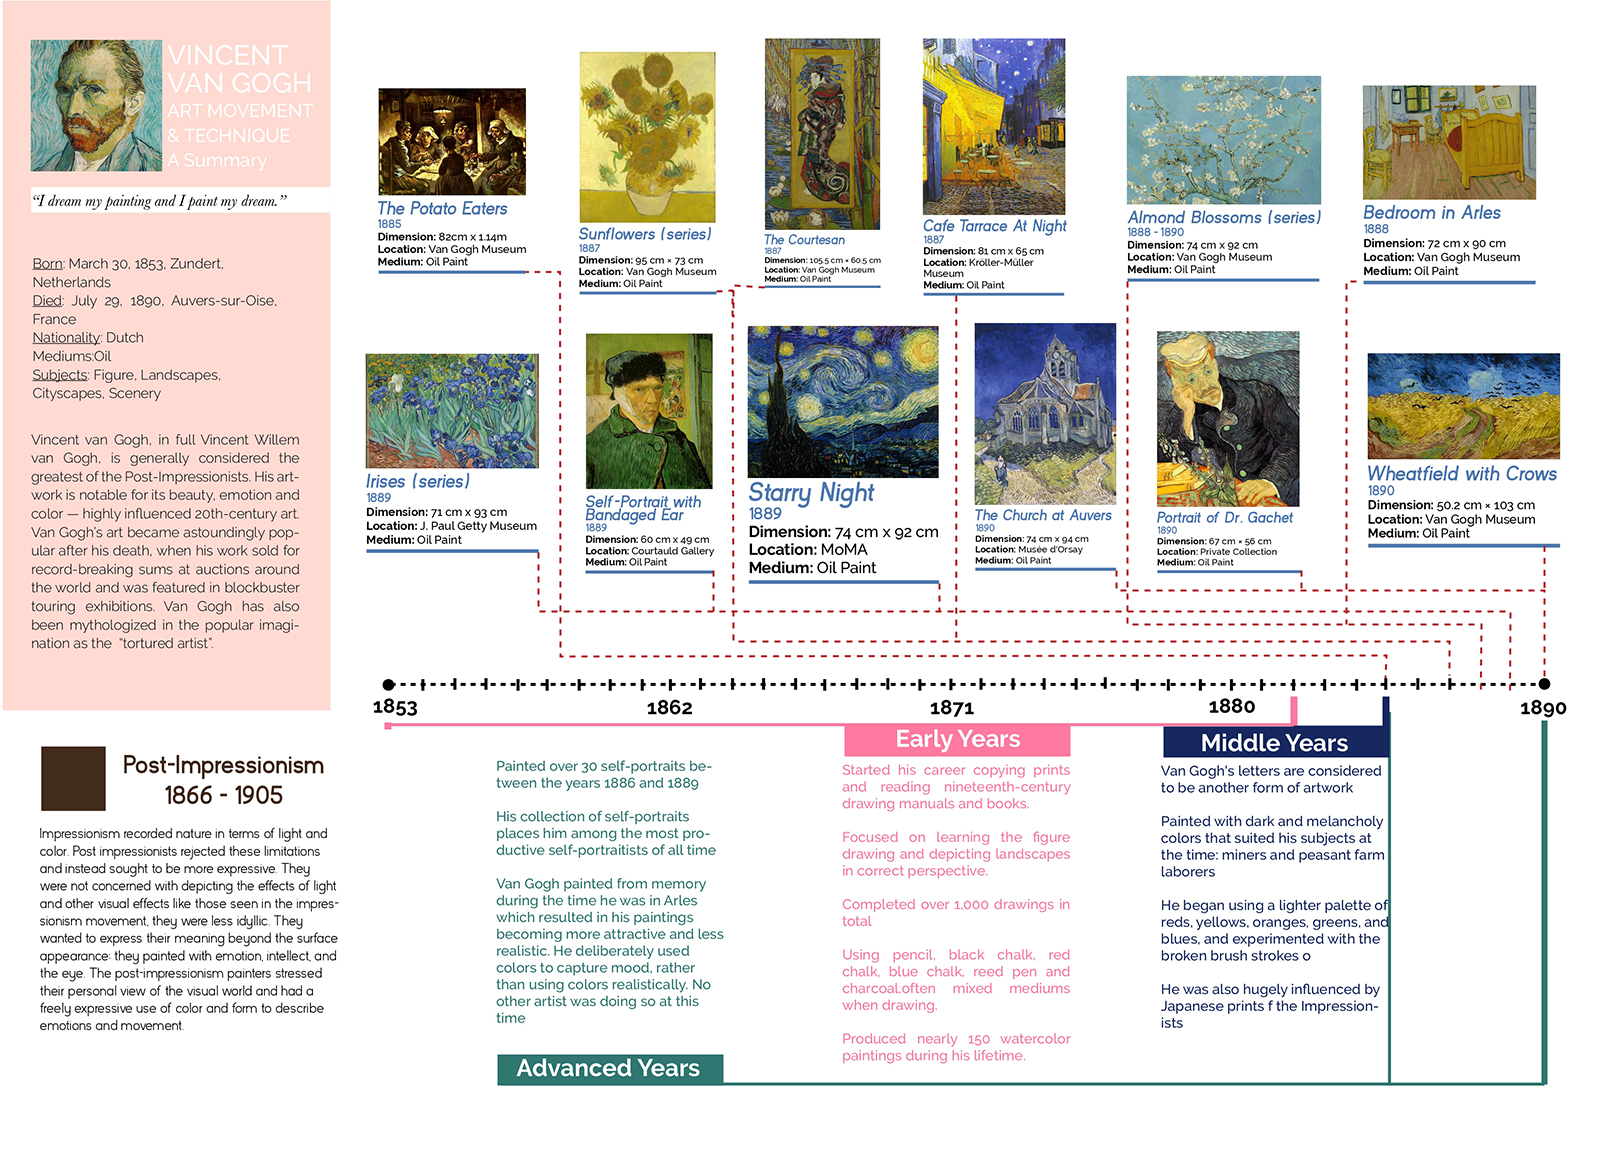 VINCENT
VAN GOGH
ART MOVEMENT
& TECHNIQUE
A Summary
“I dream my painting and I paint my dream.”
Born: March 30, 1853, Zundert,
Netherlands
Died: July 29, 1890, Auvers-sur-Oise,
France
Nationality: Dutch
Mediums:Oil
Subjects: Figure, Landscapes,
Cityscapes, Scenery
Vincent van Gogh, in full Vincent Willem
van Gogh, is generally considered the
greatest of the Post-Impressionists. His art-
work is notable for its beauty, emotion and
color — highly influenced 20th-century art.
Van Gogh's art became astoundingly pop-
ular after his death, when his work sold for
record-breaking sums at auctions around
the world and was featured in blockbuster
touring exhibitions. Van Gogh has also
been mythologized in the popular imagi-
nation as the "tortured artist".
Post-Impressionism
1866 - 1905
Impressionism recorded nature in terms of light and
color. Post impressionists rejected these limitations
and instead sought to be more expressive. They
were not concerned with depicting the effects of light
and other visual effects like those seen in the impres-
sionism movement, they were less idyllic. They
wanted to express their meaning beyond the surface
appearance: they painted with emotion, intellect, and
the eye. The post-impressionism painters stressed
their personal view of the visual world and had a
freely expressive use of color and form to describe
emotions and movement.
The Potato Eaters
1885
Dimension: 82cm x 1.14m
Location: Van Gogh Museum
Medium: Oil Paint
Sunflowers (series)
1887
Dimension: 95 cm × 73 cm
Location: Van Gogh Museum
Medium: Oil Paint
The Courtesan
1887
Dimension: 105.5 cm × 60.5 cm
Location: Van Gogh Museum
Medium: Oil Paint
Cafe Tarrace At Night
1887
Dimension: 81 cm x 65 cm
Location: Kröller-Müller
Museum
Medium: Oil Paint
Almond Blossoms (series)
1888 - 1890
Dimension: 74 cm × 92 cm
Location: Van Gogh Museum
Medium: Oil Paint
Bedroom in Arles
1888
Dimension: 72 cm x 90 cm
Location: Van Gogh Museum
Medium: Oil Paint
Irises (series)
1889
Dimension: 71 cm x 93 cm
Location: J. Paul Getty Museum
Medium: Oil Paint
Self-Portrait with
Bandaged Ear
1889
Dimension: 60 cm x 49 cm
Location: Courtauld Gallery
Medium: Oil Paint
Starry Night
1889
Dimension: 74 cm x 92 cm
Location: MoMA
Medium: Oil Paint
The Church at Auvers
1890
Dimension: 74 cm x 94 cm
Location: Musée d'Orsay
Medium: Oil Paint
Portrait of Dr. Gachet
1890
Dimension: 67 cm × 56 cm
Location: Private Collection
Medium: Oil Paint
Wheatfield with Crows
1890
Dimension: 50.2 cm × 103 cm
Location: Van Gogh Museum
Medium: Oil Paint
1853
1862
1871
1880
1890
Painted over 30 self-portraits be-
tween the years 1886 and 1889
His collection of self-portraits
places him among the most pro-
ductive self-portraitists of all time
Van Gogh painted from memory
during the time he was in Arles
which resulted in his paintings
becoming more attractive and less
realistic. He deliberately used
colors to capture mood, rather
than using colors realistically. No
other artist was doing so at this
time
Advanced Years
Early Years
Started his career copying prints
and reading nineteenth-century
drawing manuals and books.
Focused on learning the figure
drawing and depicting landscapes
in correct perspective.
Completed over 1,000 drawings in
total
Using pencil, black chalk, red
chalk, blue chalk, reed pen and
charcoal,often mixed mediums
when drawing.
Produced nearly 150 watercolor
paintings during his lifetime.
Middle Years
Van Gogh's letters are considered
to be another form of artwork
Painted with dark and melancholy
colors that suited his subjects at
the time: miners and peasant farm
laborers
He began using a lighter palette of
reds, yellows, oranges, greens, and
blues, and experimented with the
broken brush strokes o
He was also hugely influenced by
Japanese prints f the Impression-
ists